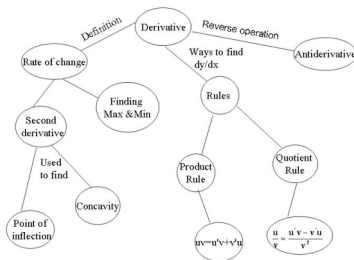 Derivative
Definition
Reverse operation
Rate of change
Ways to find
dy/dx
Antiderivative
Finding
Max &Min
Rules
Second
derivative
Used
to find
Product
Rule
Quotient
Rule
Concavity
Point of
inflection
uv=u'v+v'u
u/v = u'v − v'u / v²